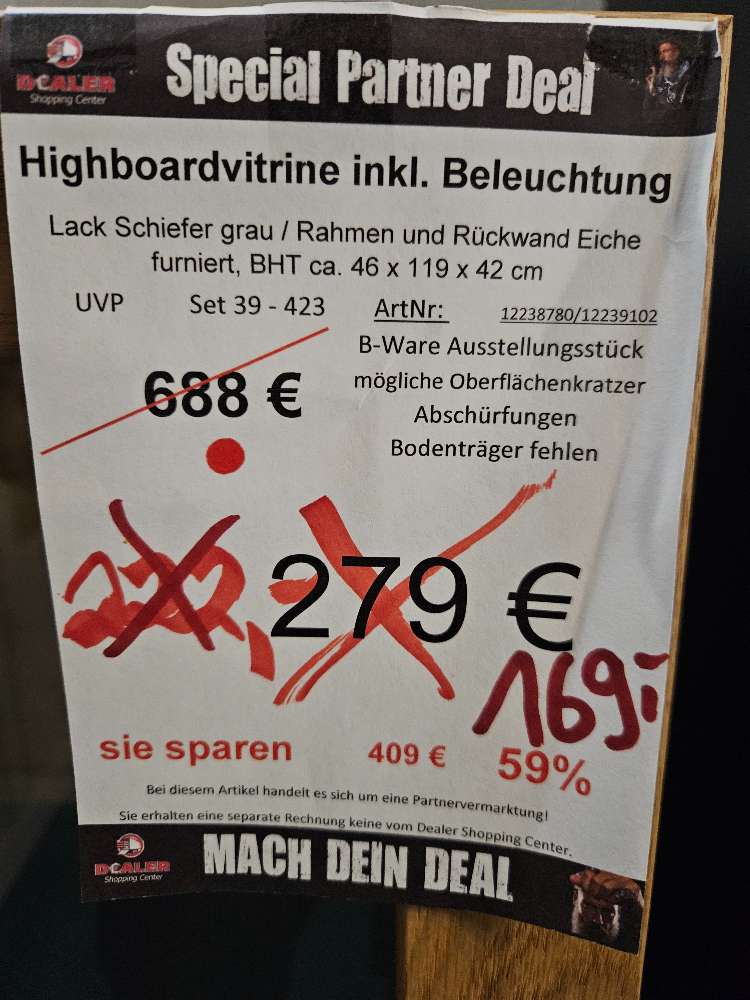 DEALER
Shopping Center
Special Partner Deal
Highboardvitrine inkl. Beleuchtung
Lack Schiefer grau / Rahmen und Rückwand Eiche
furniert, BHT ca. 46 x 119 x 42 cm
UVP Set 39 - 423 ArtNr: 12238780/12239102
B-Ware Ausstellungsstück
688 € mögliche Oberflächenkratzer
Abschürfungen
Bodenträger fehlen
279 €
169,-
sie sparen 409 € 59%
Bei diesem Artikel handelt es sich um eine Partnervermarktung!
Sie erhalten eine separate Rechnung keine vom Dealer Shopping Center.
DEALER
Shopping Center
MACH DEIN DEAL